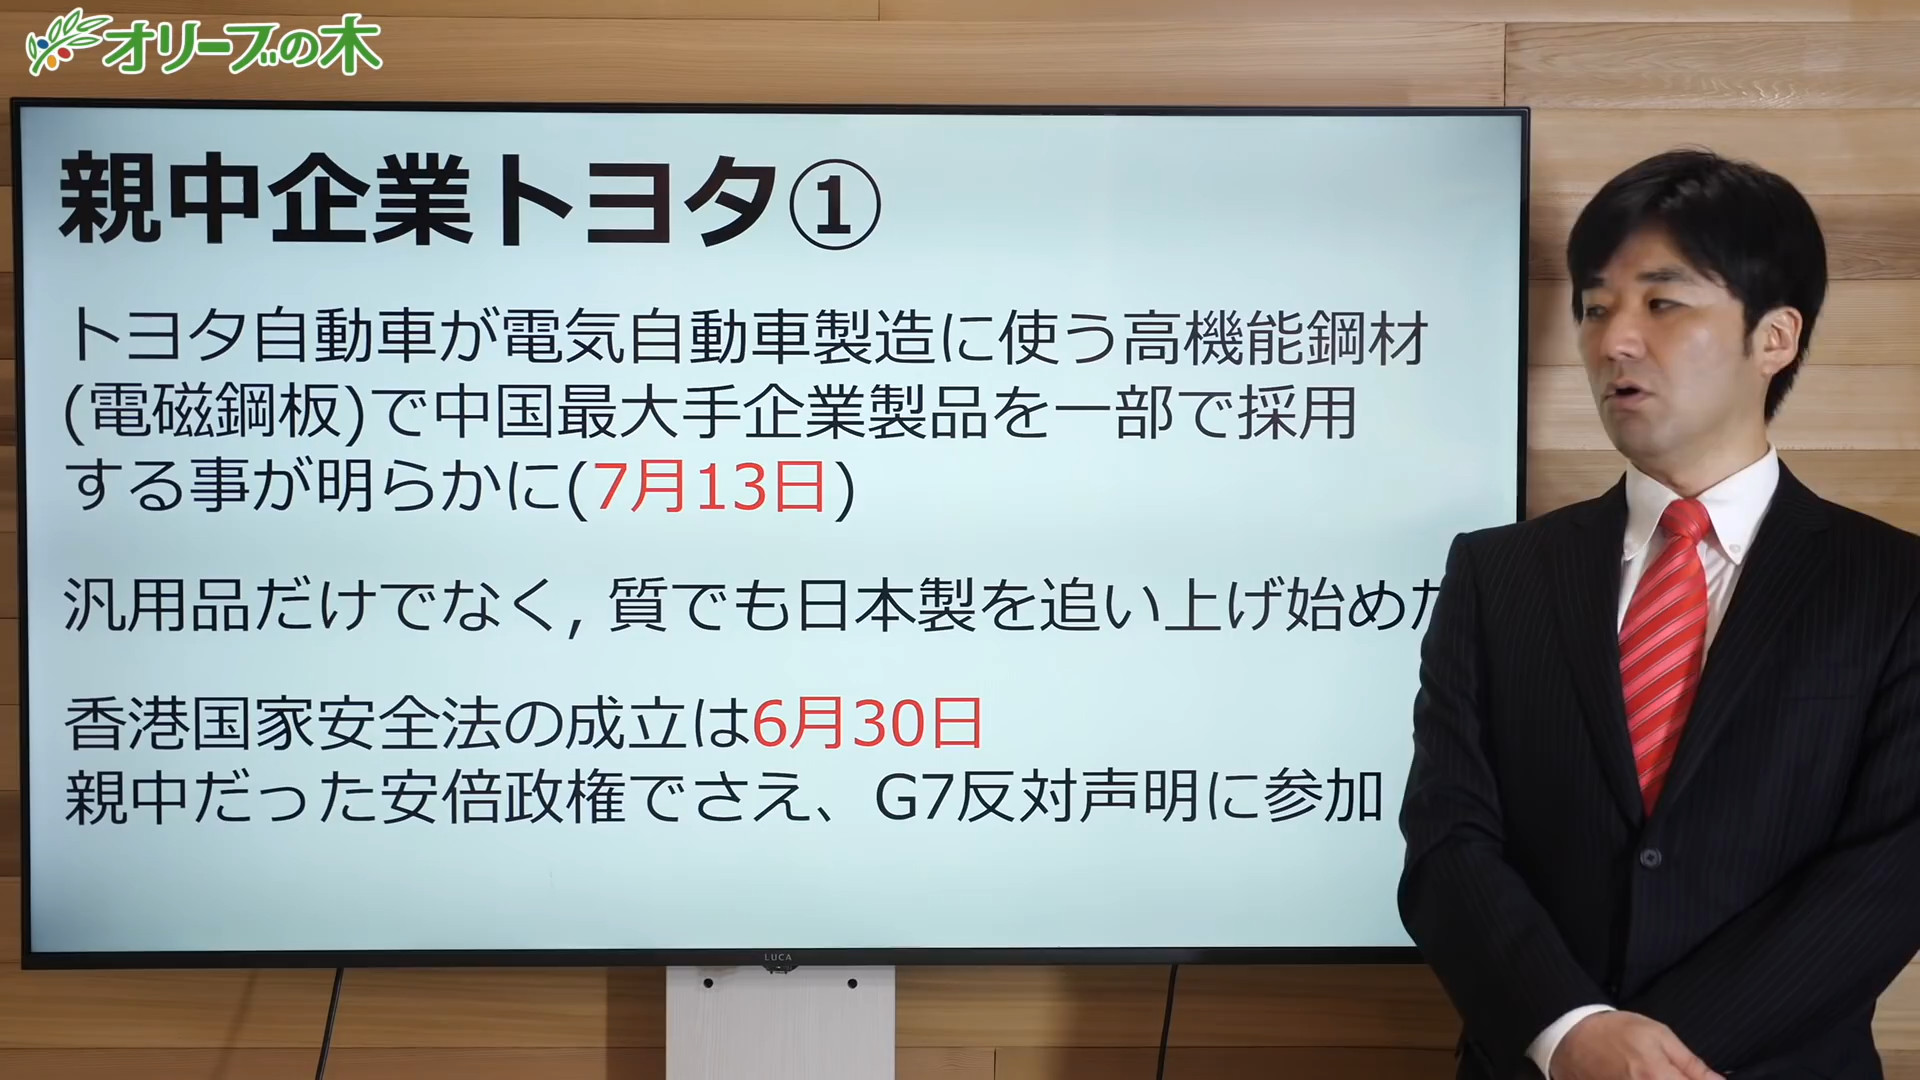 オリーブの木
親中企業トヨタ①
トヨタ自動車が電気自動車製造に使う高機能鋼材
(電磁鋼板)で中国最大手企業製品を一部で採用
する事が明らかに(7月13日)
汎用品だけでなく, 質でも日本製を追い上げ始めた
香港国家安全法の成立は6月30日
親中だった安倍政権でさえ、G7反対声明に参加
LUCA